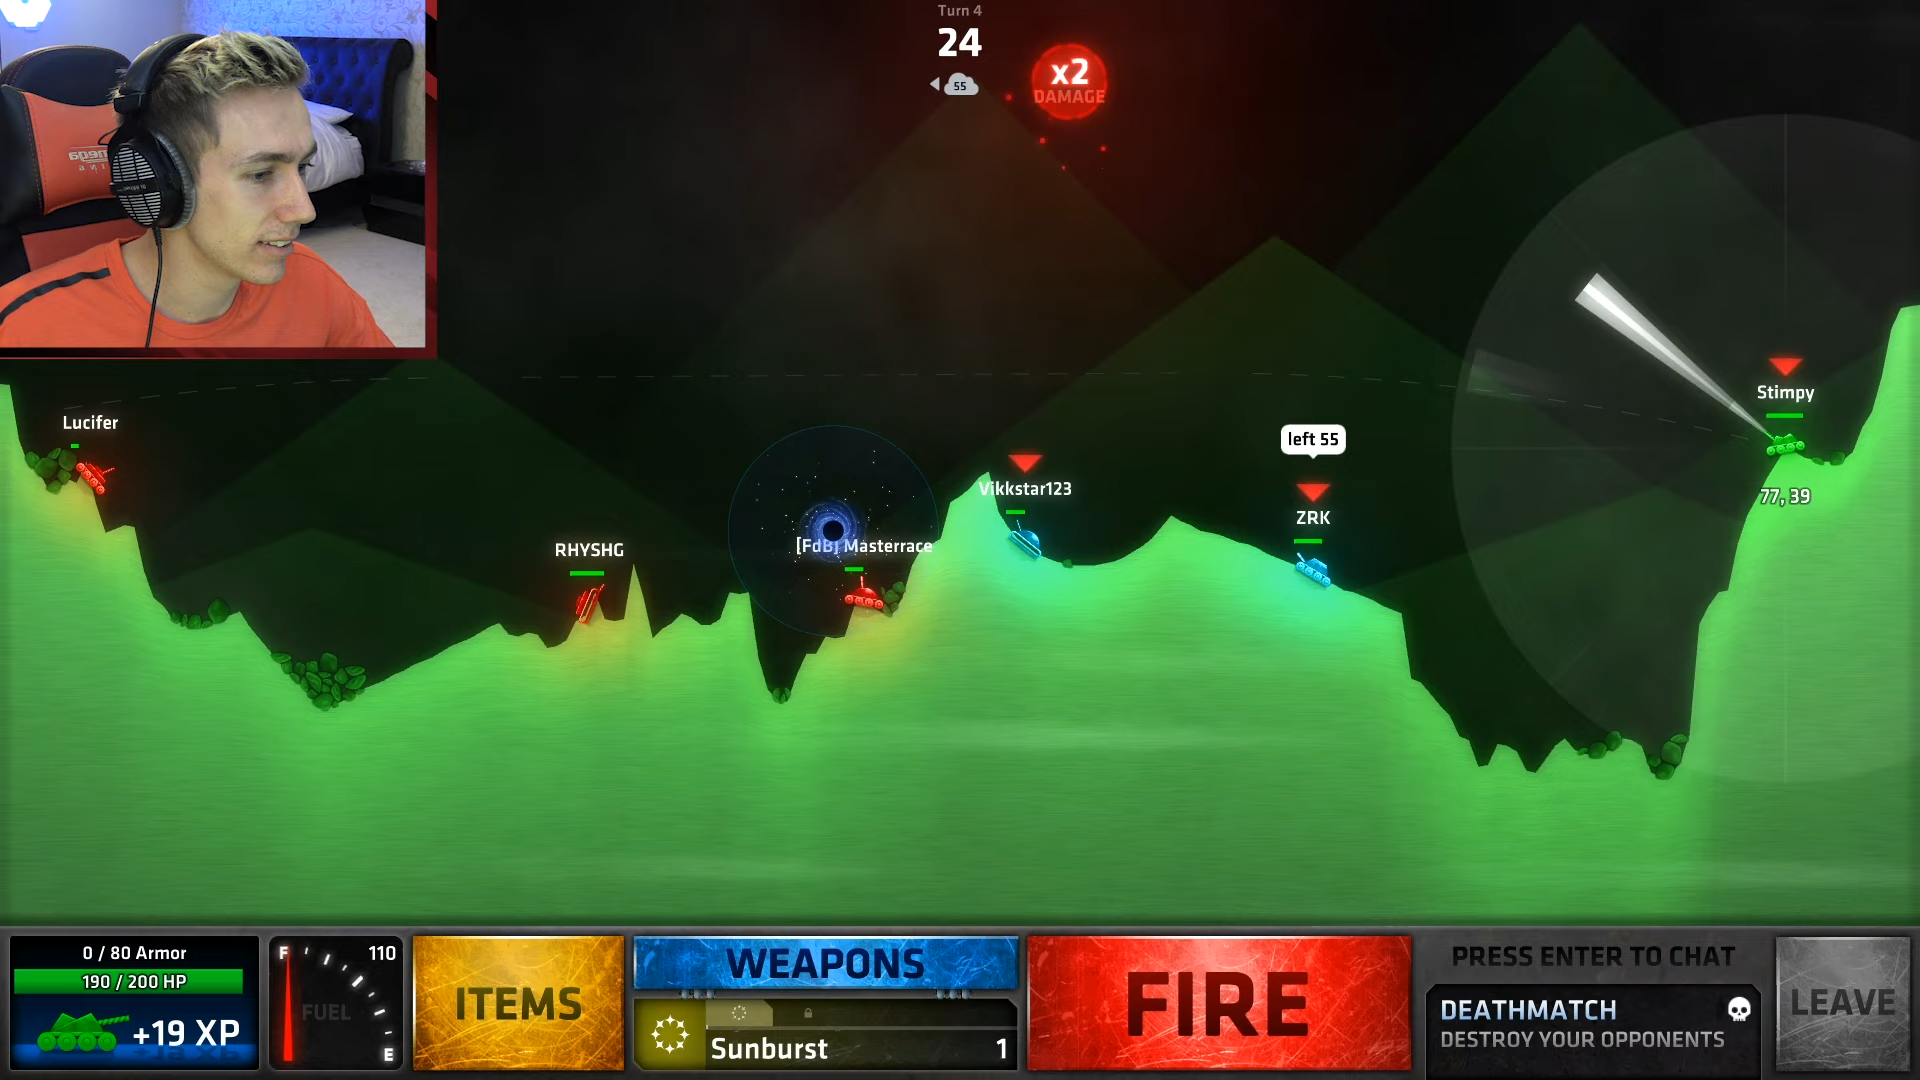 Turn 4
24
55
x2
DAMAGE
Lucifer
Stimpy
left 55
Vikkstar123
ZRK
77, 39
RHYSHG
[FdB] Masterrace
0 / 80 Armor
190 / 200 HP
+19 XP
F
110
FUEL
E
ITEMS
WEAPONS
Sunburst 1
FIRE
PRESS ENTER TO CHAT
DEATHMATCH
DESTROY YOUR OPPONENTS
LEAVE